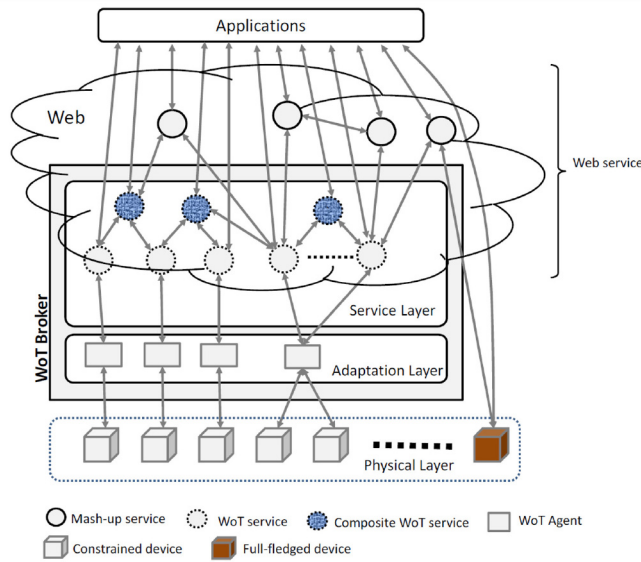 Applications
Web
Web service
WoT Broker
Service Layer
Adaptation Layer
Physical Layer
Mash-up service
WoT service
Composite WoT service
WoT Agent
Constrained device
Full-fledged device